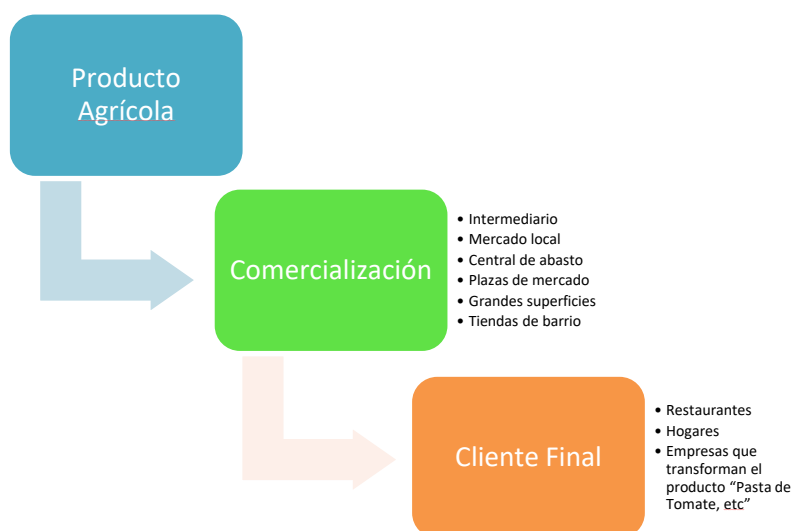 Producto
Agrícola
Comercialización
• Intermediario
• Mercado local
• Central de abasto
• Plazas de mercado
• Grandes superficies
• Tiendas de barrio
Cliente Final
• Restaurantes
• Hogares
• Empresas que
transforman el
producto “Pasta de
Tomate, etc”